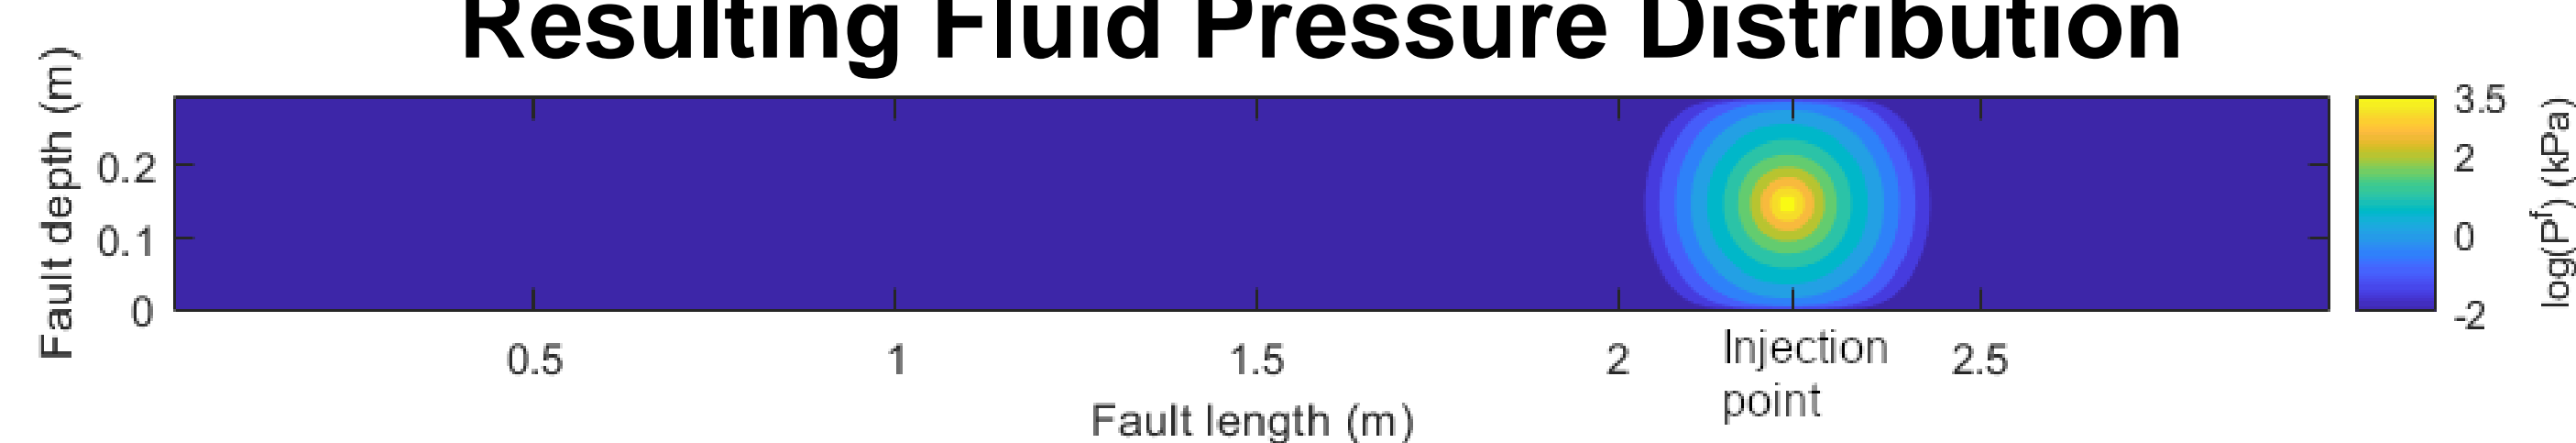 Resulting Fluid Pressure Distribution
Fault depth (m)
0.2
0.1
0
0.5
1
1.5
2
Injection
point
2.5
Fault length (m)
3.5
2
0
-2
log(Pᶠ) (kPa)